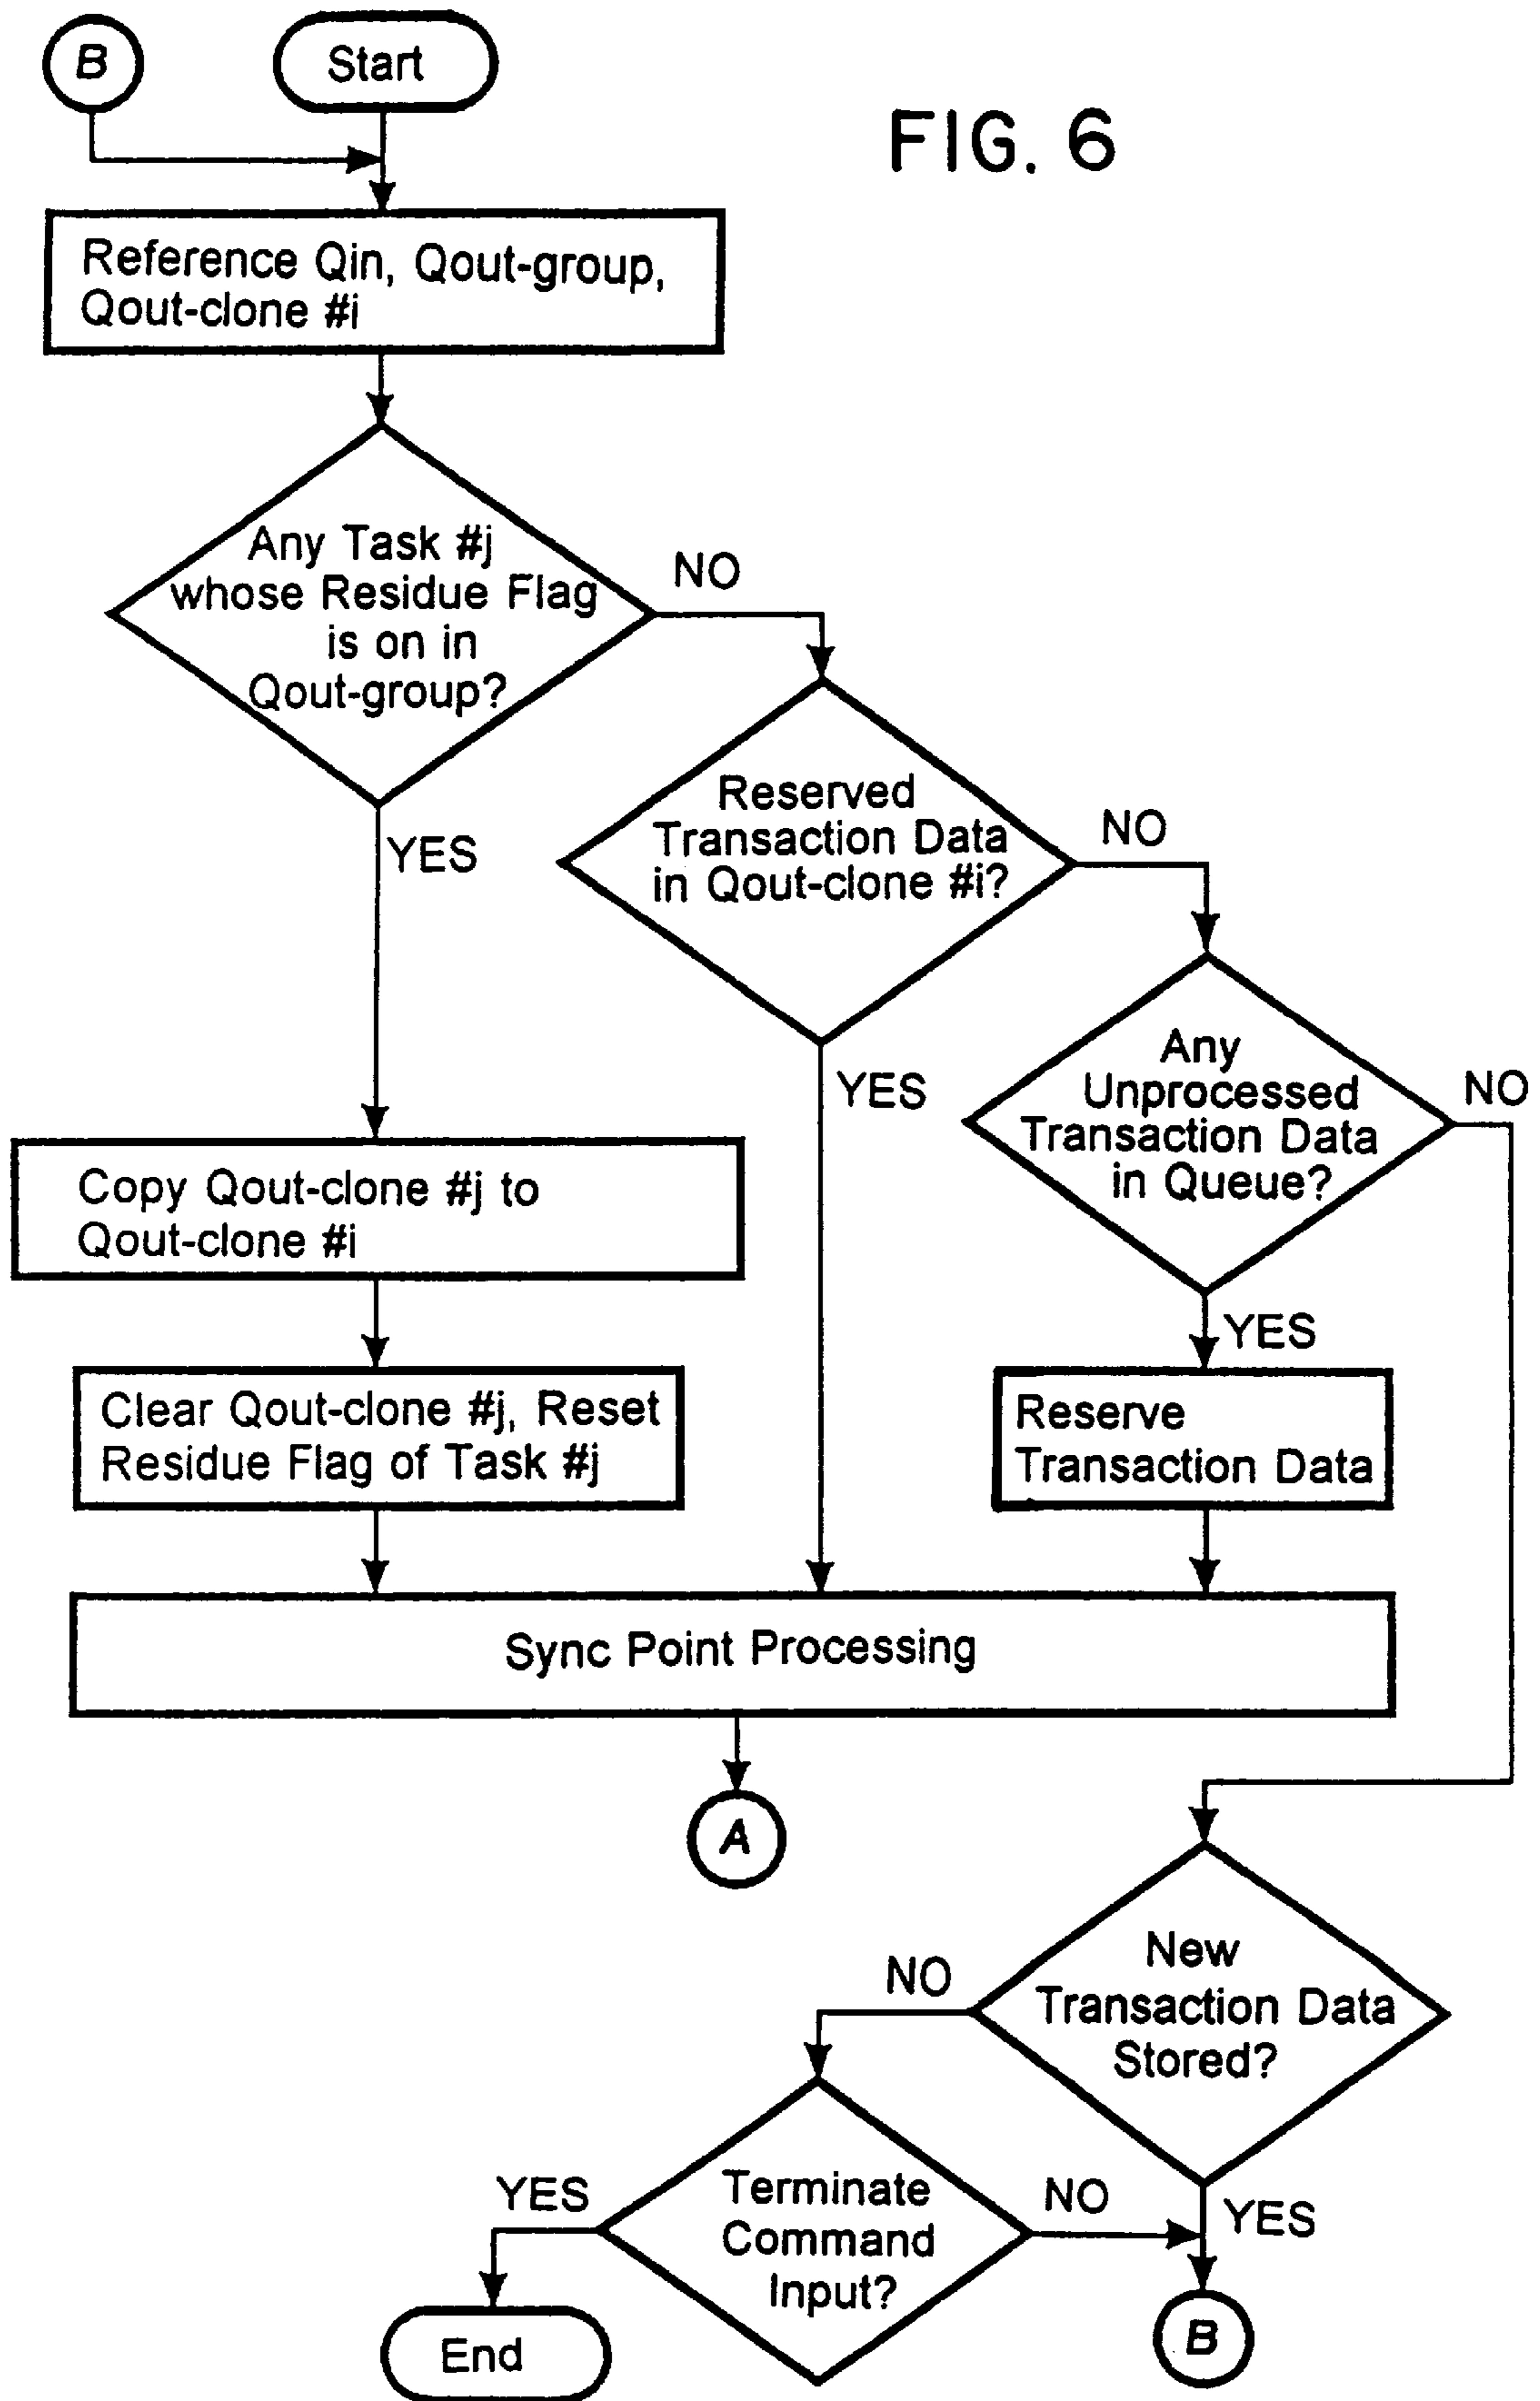 B
Start
FIG. 6
Reference Qin, Qout-group,
Qout-clone #i
Any Task #j
whose Residue Flag
is on in
Qout-group?
NO
YES
Reserved
Transaction Data
in Qout-clone #i?
NO
YES
Any
Unprocessed
Transaction Data
in Queue?
NO
YES
Copy Qout-clone #j to
Qout-clone #i
Clear Qout-clone #j, Reset
Residue Flag of Task #j
Reserve
Transaction Data
Sync Point Processing
A
New
Transaction Data
Stored?
NO
YES
Terminate
Command
Input?
YES
NO
End
B